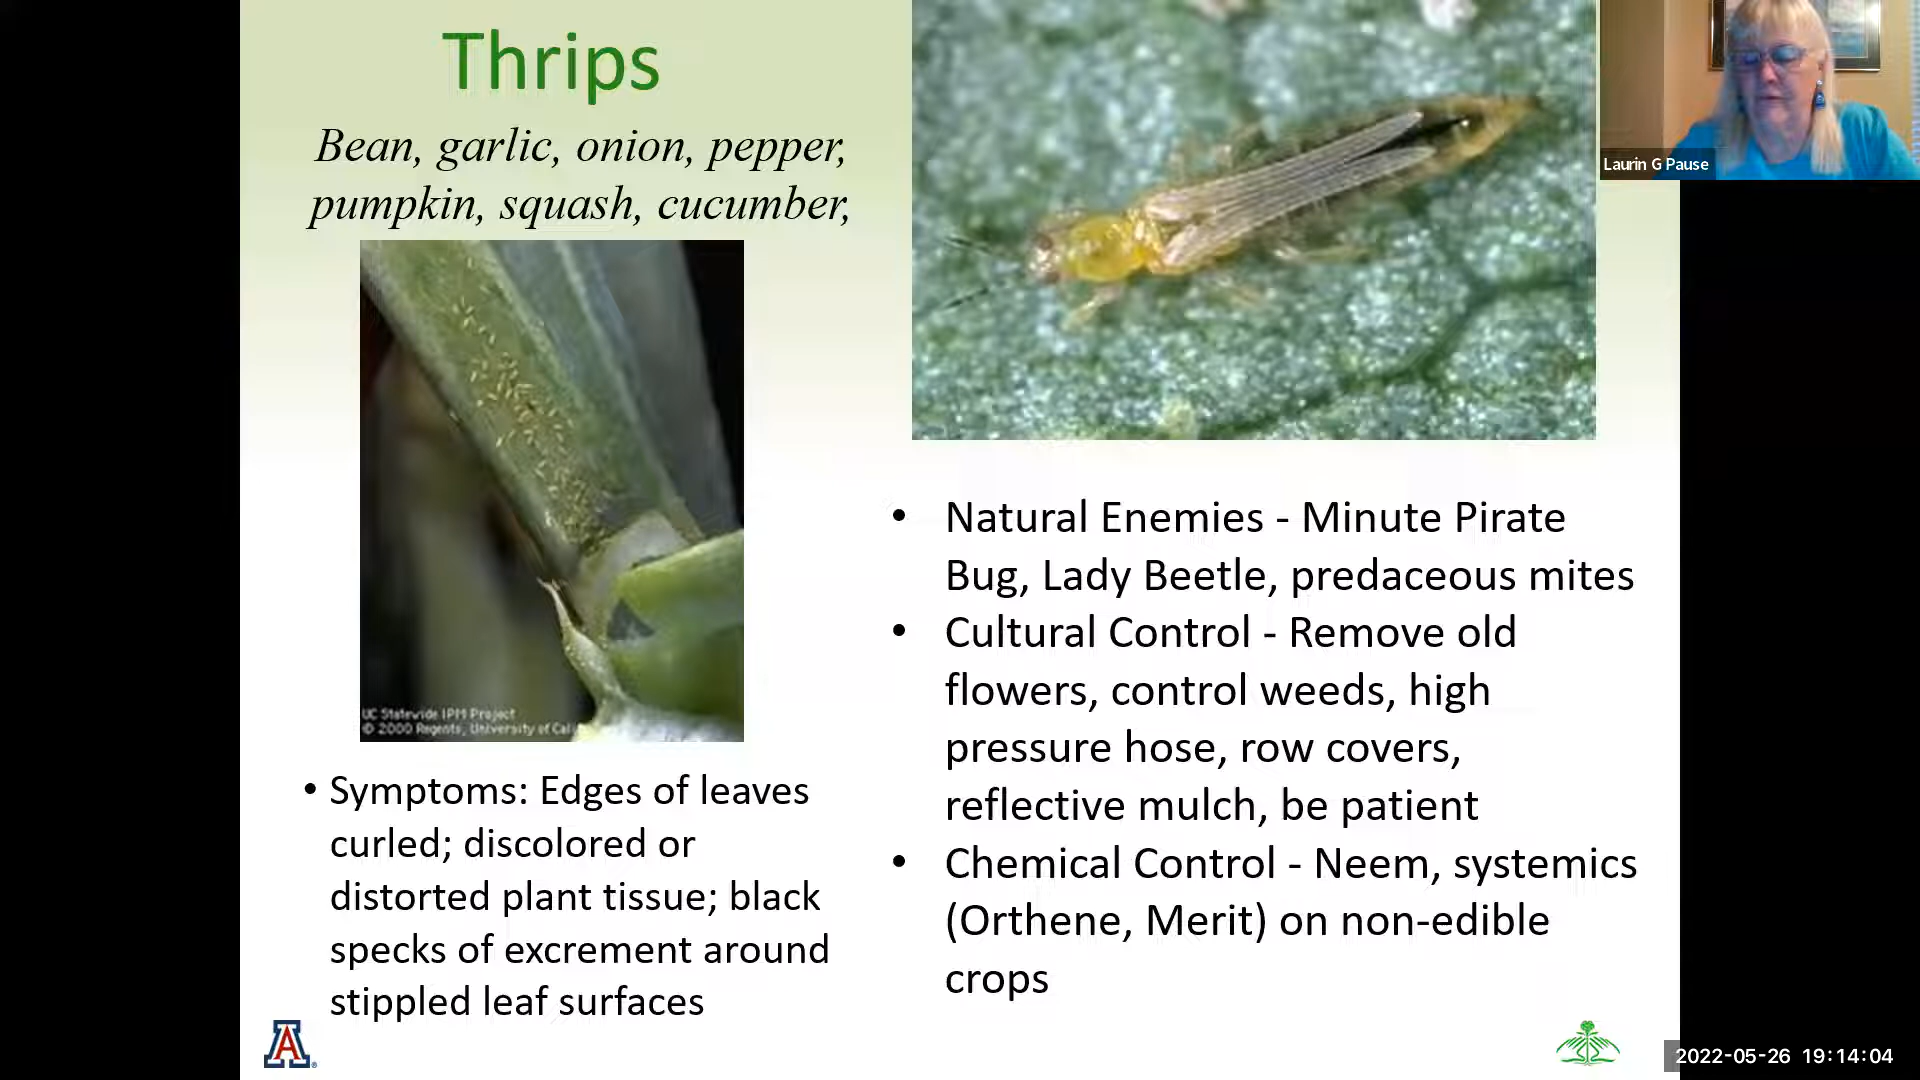 Thrips
Bean, garlic, onion, pepper,
pumpkin, squash, cucumber,
UC Statewide IPM Project
© 2000 Regents, University of Cali
• Symptoms: Edges of leaves
curled; discolored or
distorted plant tissue; black
specks of excrement around
stippled leaf surfaces
• Natural Enemies - Minute Pirate
Bug, Lady Beetle, predaceous mites
• Cultural Control - Remove old
flowers, control weeds, high
pressure hose, row covers,
reflective mulch, be patient
• Chemical Control - Neem, systemics
(Orthene, Merit) on non-edible
crops
Laurin G Pause
A
2022-05-26 19:14:04